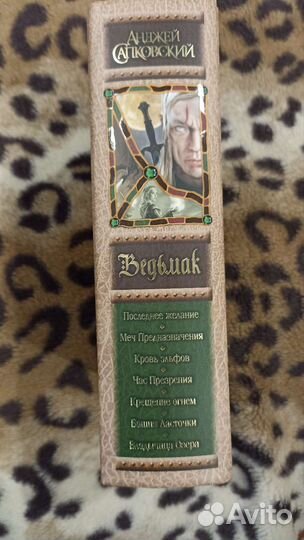 Анджей
Сапковский
Ведьмак
Последнее желание
Меч Предназначения
Кровь эльфов
Час Презрения
Крещение огнем
Башня Ласточки
Владычица Озера
Avito